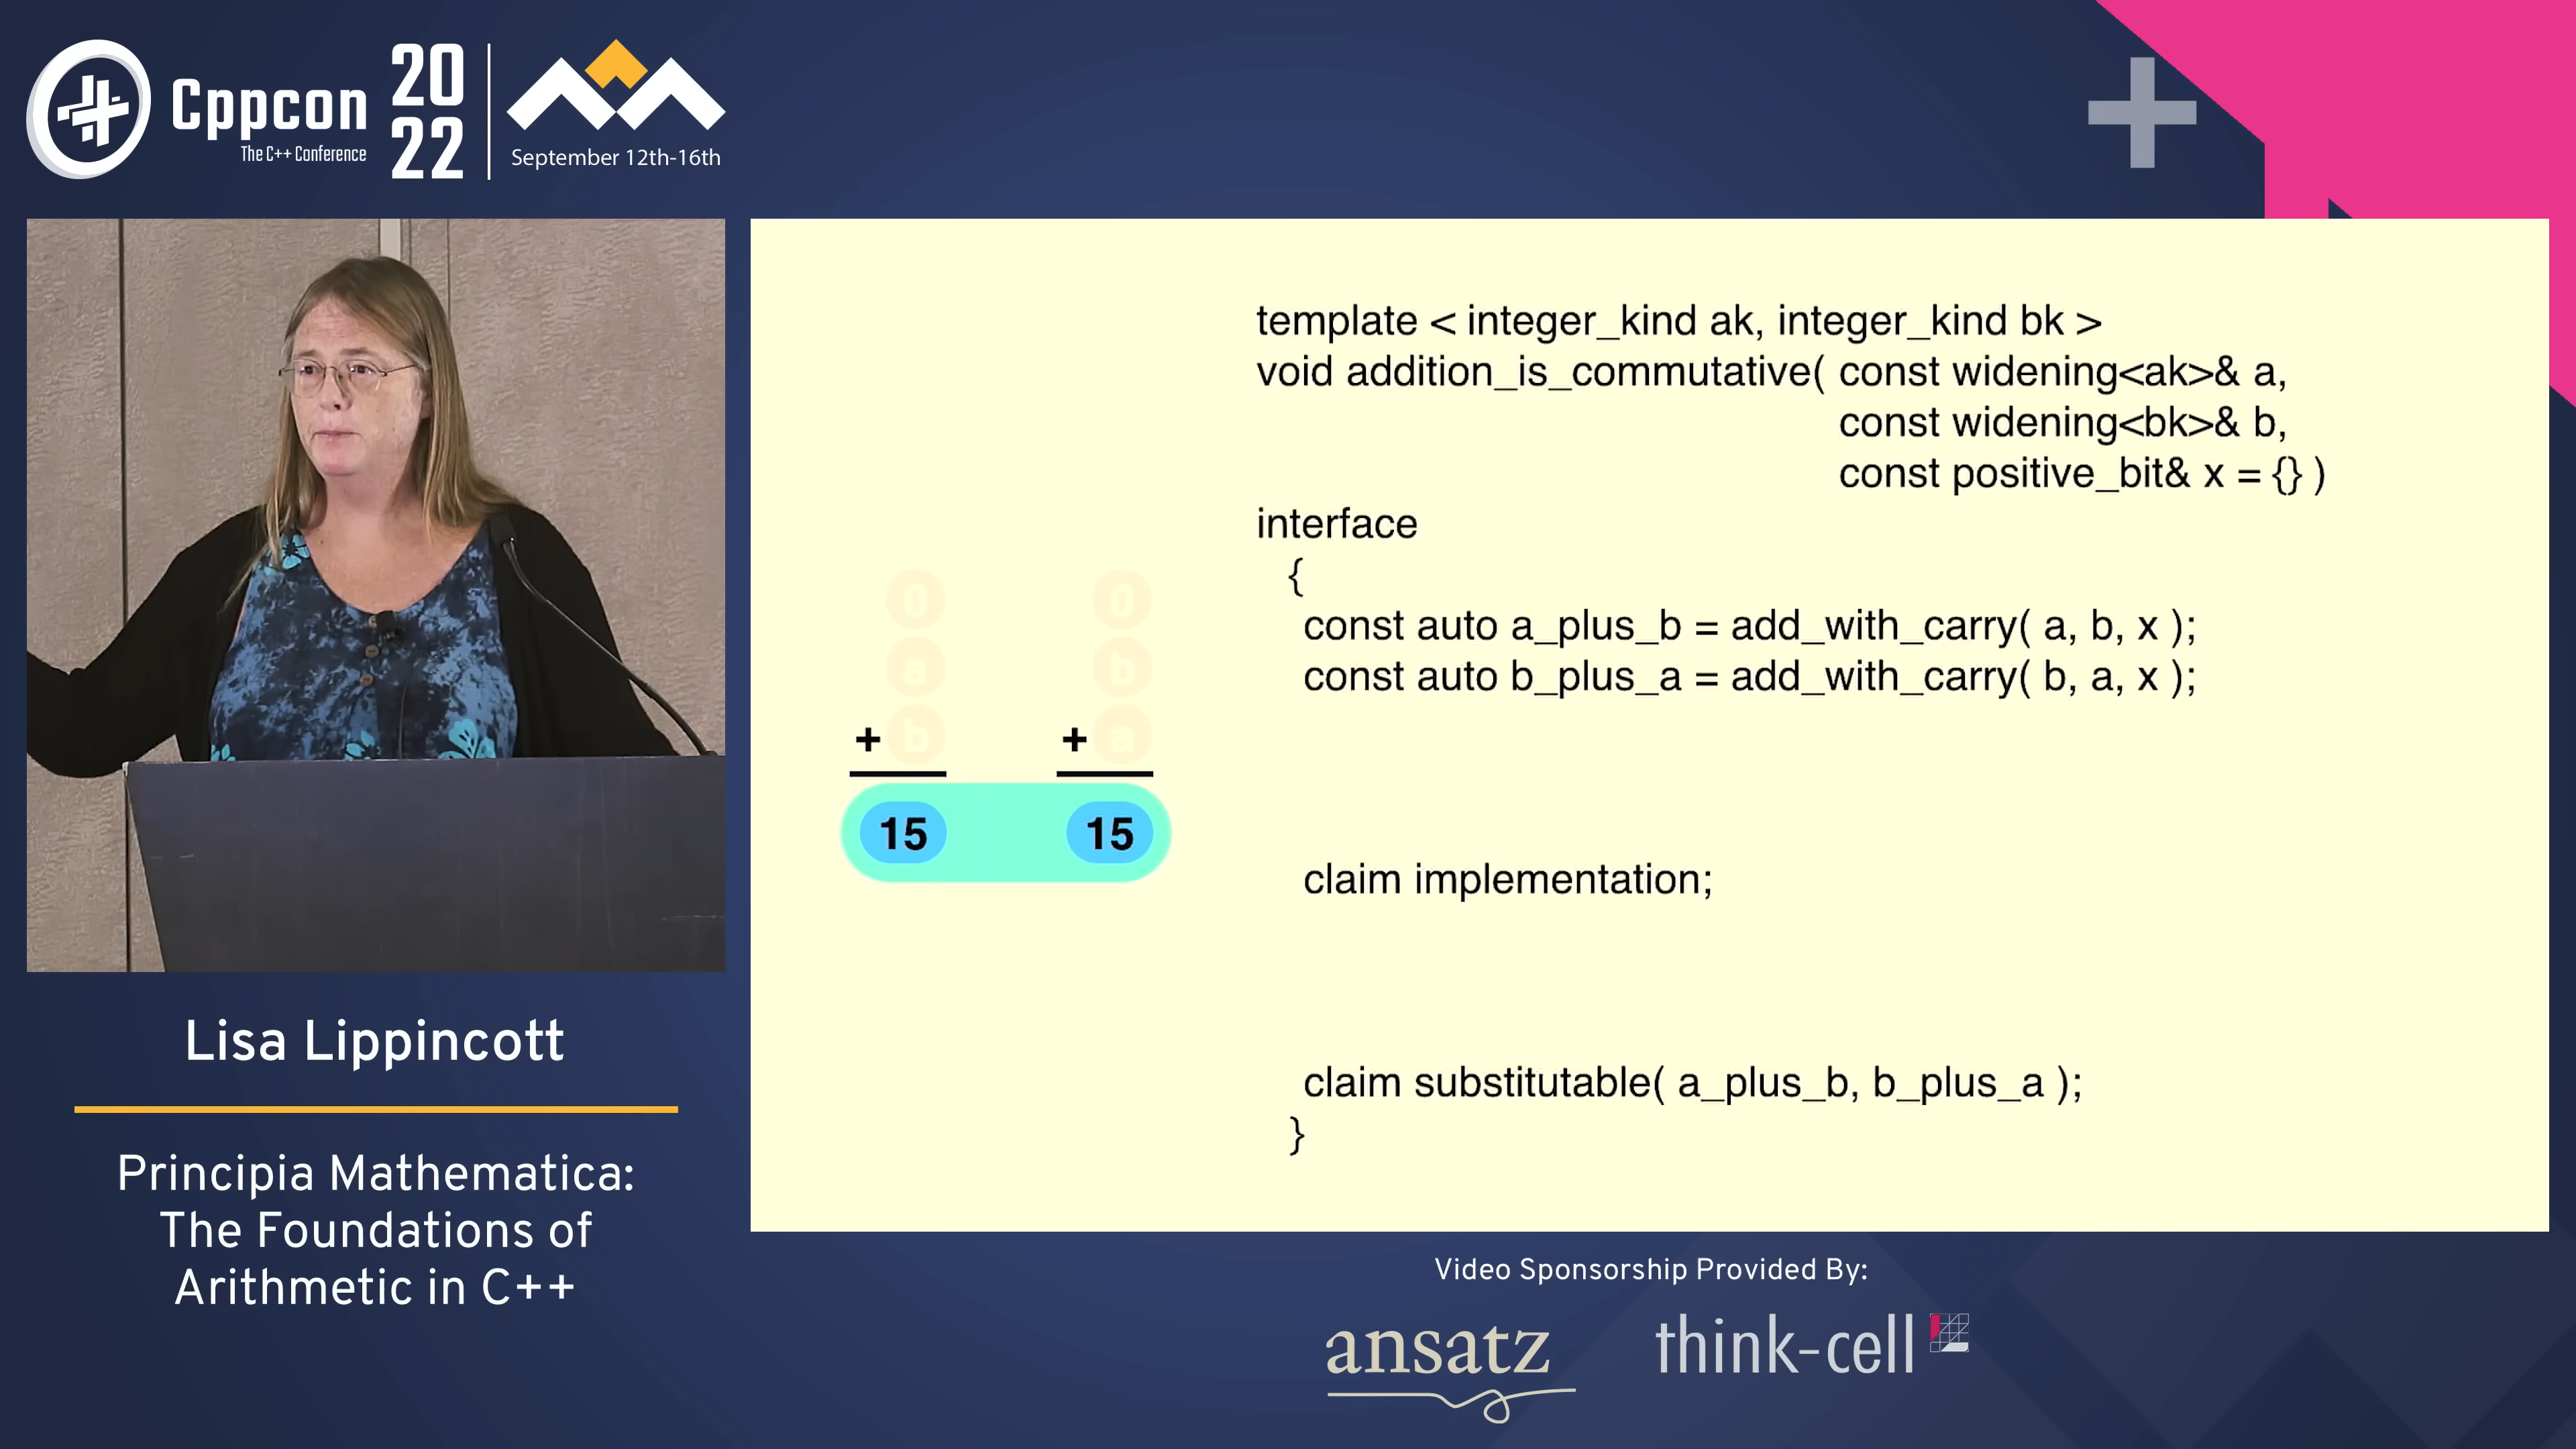 Cppcon
The C++ Conference
20
22
September 12th-16th
template < integer_kind ak, integer_kind bk >
void addition_is_commutative( const widening<ak>& a,
const widening<bk>& b,
const positive_bit& x = {} )
interface
{
const auto a_plus_b = add_with_carry( a, b, x );
const auto b_plus_a = add_with_carry( b, a, x );
claim implementation;
claim substitutable( a_plus_b, b_plus_a );
}
0 0
a b
+ b + a
15 15
Lisa Lippincott
Principia Mathematica:
The Foundations of
Arithmetic in C++
Video Sponsorship Provided By:
ansatz
think-cell